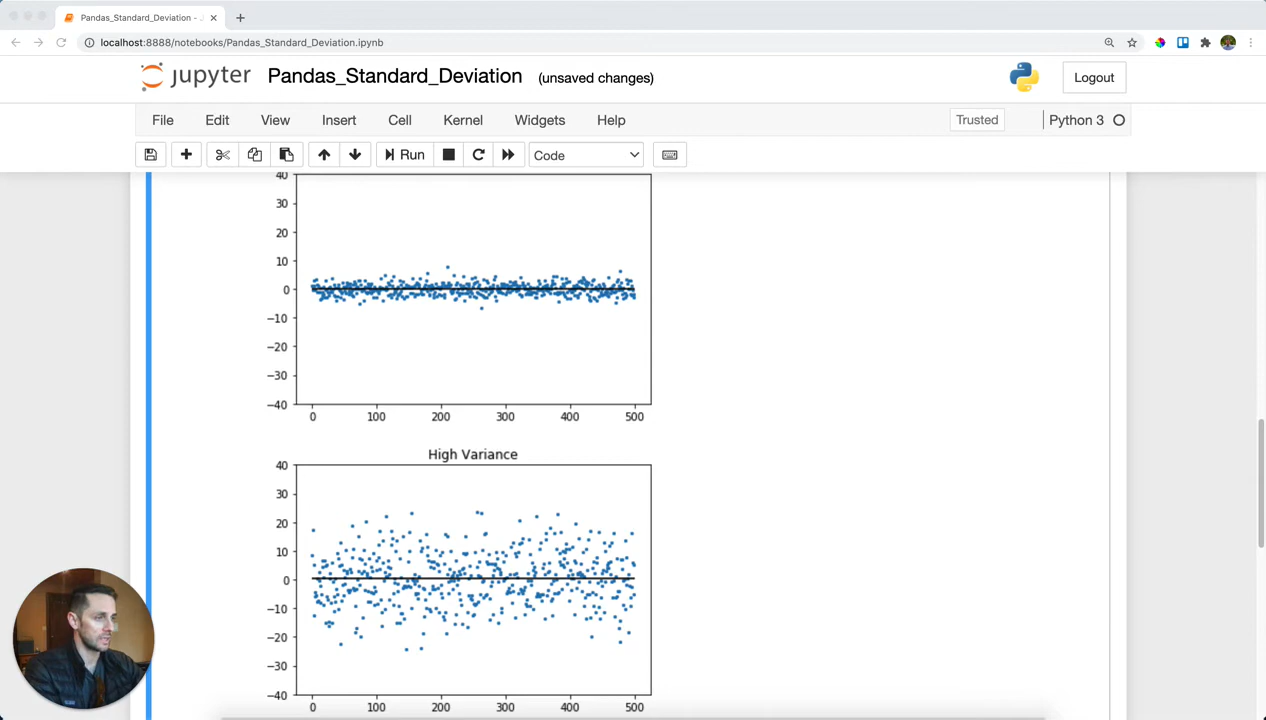 Pandas_Standard_Deviation - 
localhost:8888/notebooks/Pandas_Standard_Deviation.ipynb
jupyter Pandas_Standard_Deviation (unsaved changes) Logout
File Edit View Insert Cell Kernel Widgets Help Trusted Python 3
Run Code
40
30
20
10
0
−10
−20
−30
−40
0 100 200 300 400 500
High Variance
40
30
20
10
0
−10
−20
−30
−40
0 100 200 300 400 500